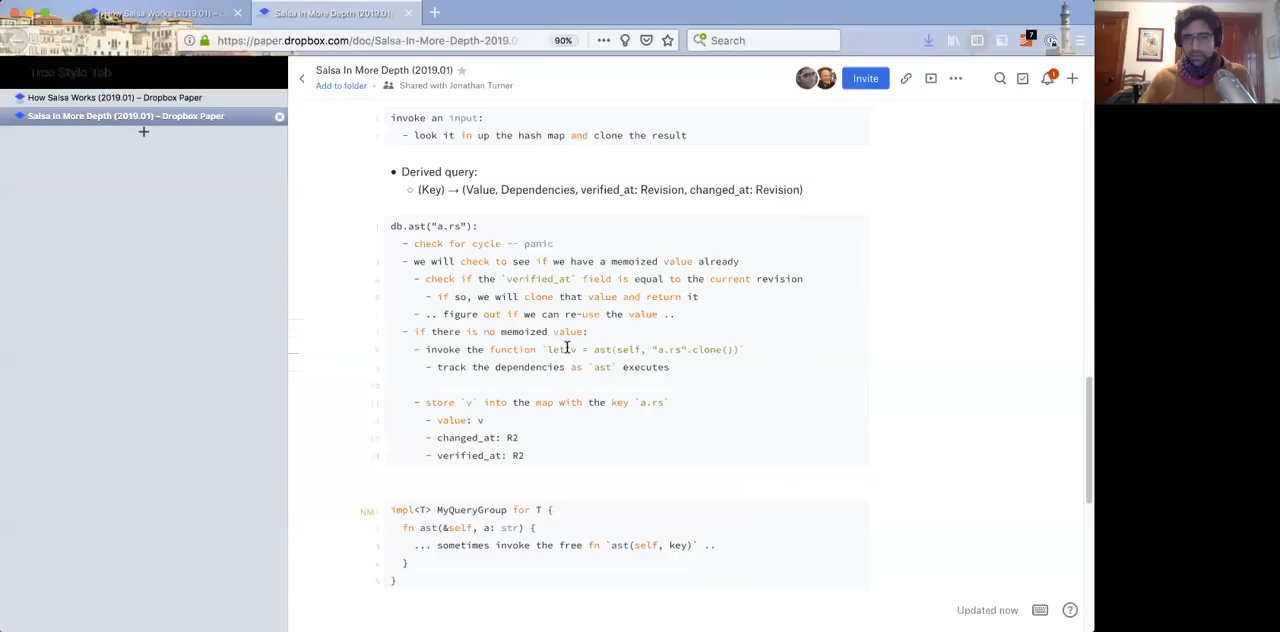 How Salsa Works (2019.01) –
Salsa In More Depth (2019.01)
https://paper.dropbox.com/doc/Salsa-In-More-Depth-2019.0
90%
Search
7
Tree Style Tab
How Salsa Works (2019.01) – Dropbox Paper
Salsa In More Depth (2019.01) – Dropbox Paper
Salsa In More Depth (2019.01)
Add to folder
Shared with Jonathan Turner
Invite
1
invoke an input:
- look it in up the hash map and clone the result
• Derived query:
○ (Key) → (Value, Dependencies, verified_at: Revision, changed_at: Revision)
db.ast("a.rs"):
- check for cycle -- panic
- we will check to see if we have a memoized value already
- check if the `verified_at` field is equal to the current revision
- if so, we will clone that value and return it
- .. figure out if we can re-use the value ..
- if there is no memoized value:
- invoke the function `let v = ast(self, "a.rs".clone())`
- track the dependencies as `ast` executes
- store `v` into the map with the key `a.rs`
- value: v
- changed_at: R2
- verified_at: R2
NM
impl<T> MyQueryGroup for T {
fn ast(&self, a: str) {
... sometimes invoke the free fn `ast(self, key)` ..
}
}
Updated now